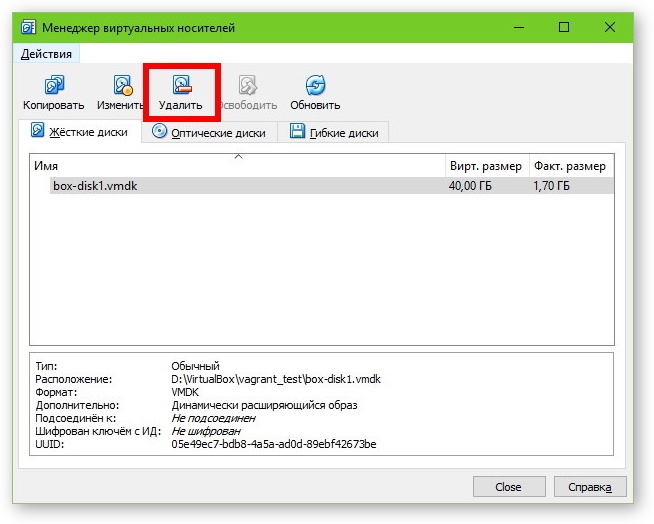 Менеджер виртуальных носителей
Действия
Копировать Изменить Удалить Освободить Обновить
Жёсткие диски Оптические диски Гибкие диски
Имя Вирт. размер Факт. размер
box-disk1.vmdk 40,00 ГБ 1,70 ГБ
Тип: Обычный
Расположение: D:\VirtualBox\vagrant_test\box-disk1.vmdk
Формат: VMDK
Дополнительно: Динамически расширяющийся образ
Подсоединён к: Не подсоединен
Шифрован ключём с ИД: Не шифрован
UUID: 05e49ec7-bdb8-4a5a-ad0d-89ebf42673be
Close Справка